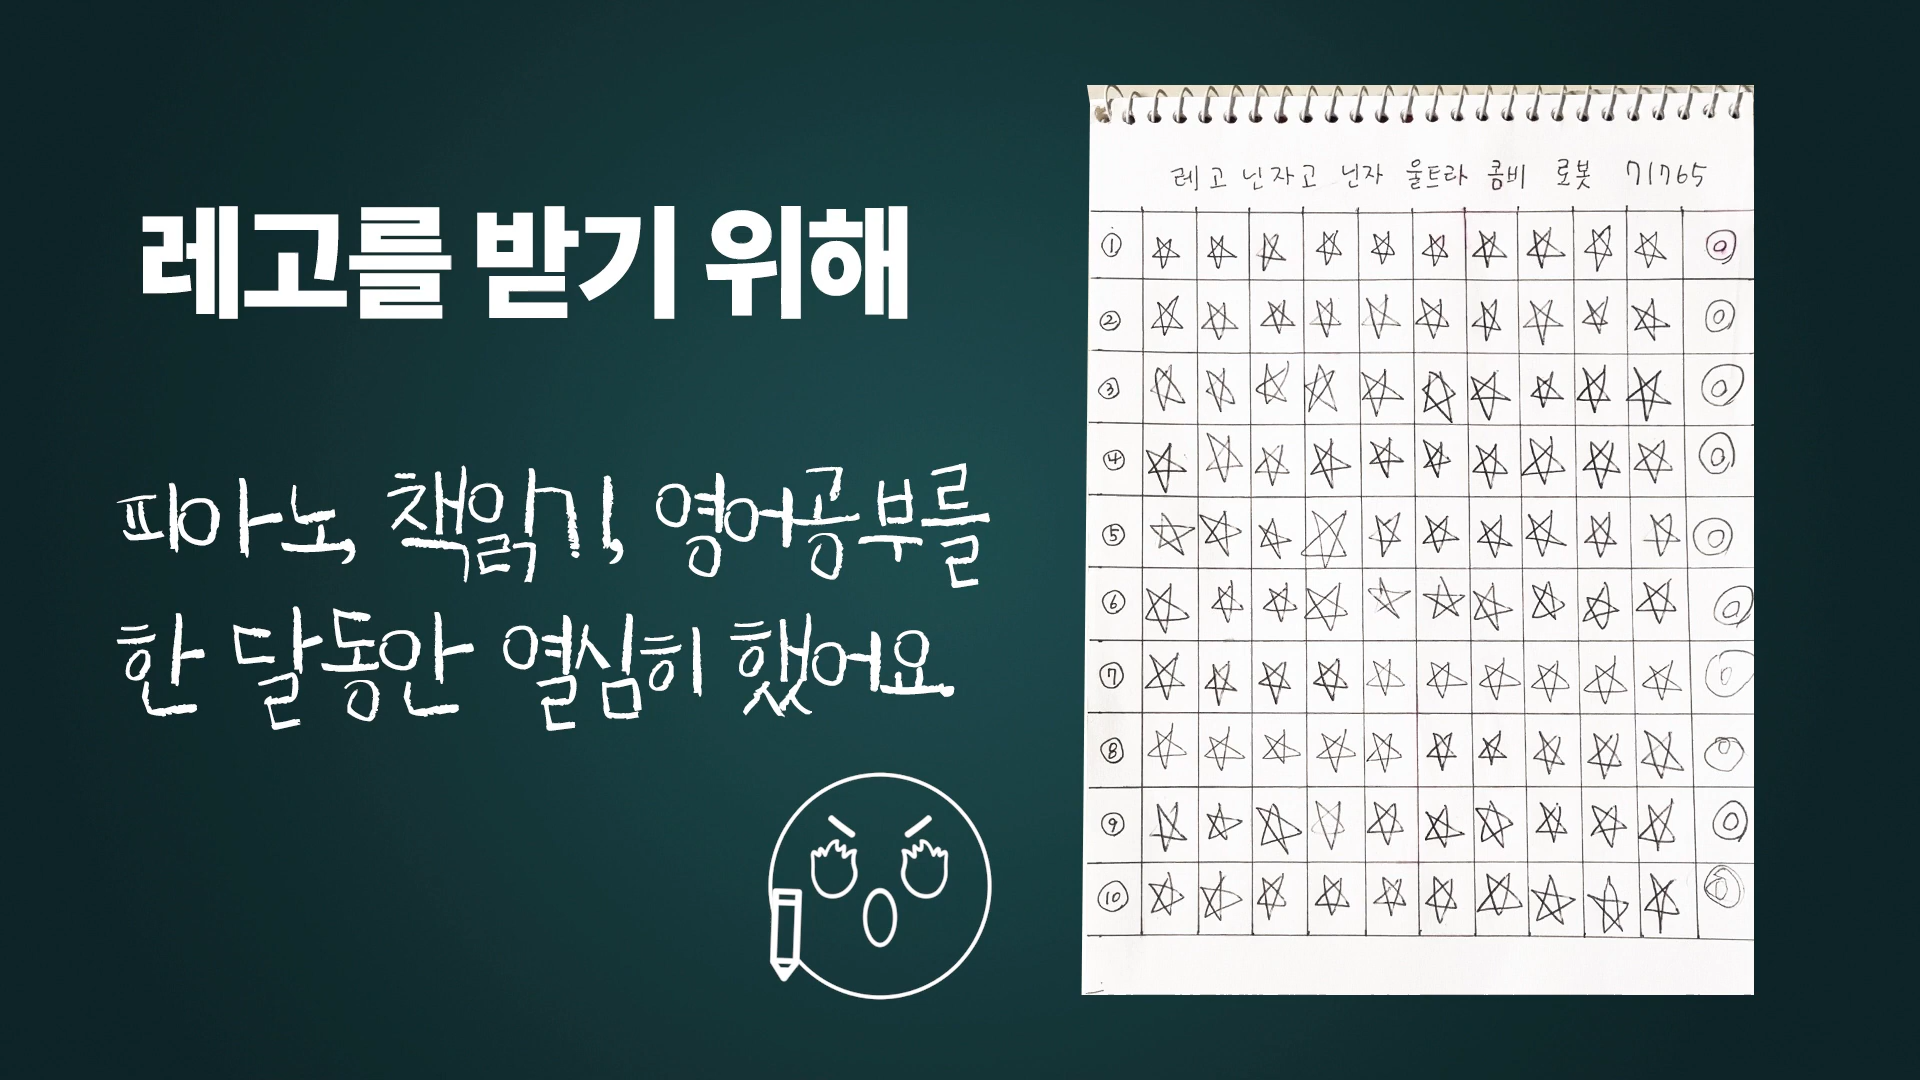 레고를 받기 위해
피아노, 책읽기, 영어공부를
한 달동안 열심히 했어요.
레고 닌자고 닌자 울트라 콤비 로봇 71765
①
②
③
④
⑤
⑥
⑦
⑧
⑨
⑩